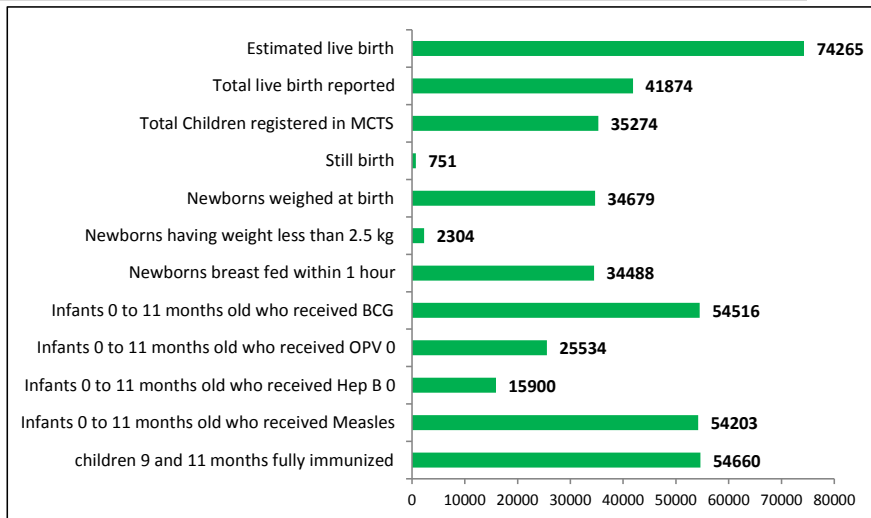 Estimated live birth 74265
Total live birth reported 41874
Total Children registered in MCTS 35274
Still birth 751
Newborns weighed at birth 34679
Newborns having weight less than 2.5 kg 2304
Newborns breast fed within 1 hour 34488
Infants 0 to 11 months old who received BCG 54516
Infants 0 to 11 months old who received OPV 0 25534
Infants 0 to 11 months old who received Hep B 0 15900
Infants 0 to 11 months old who received Measles 54203
children 9 and 11 months fully immunized 54660
0 10000 20000 30000 40000 50000 60000 70000 80000